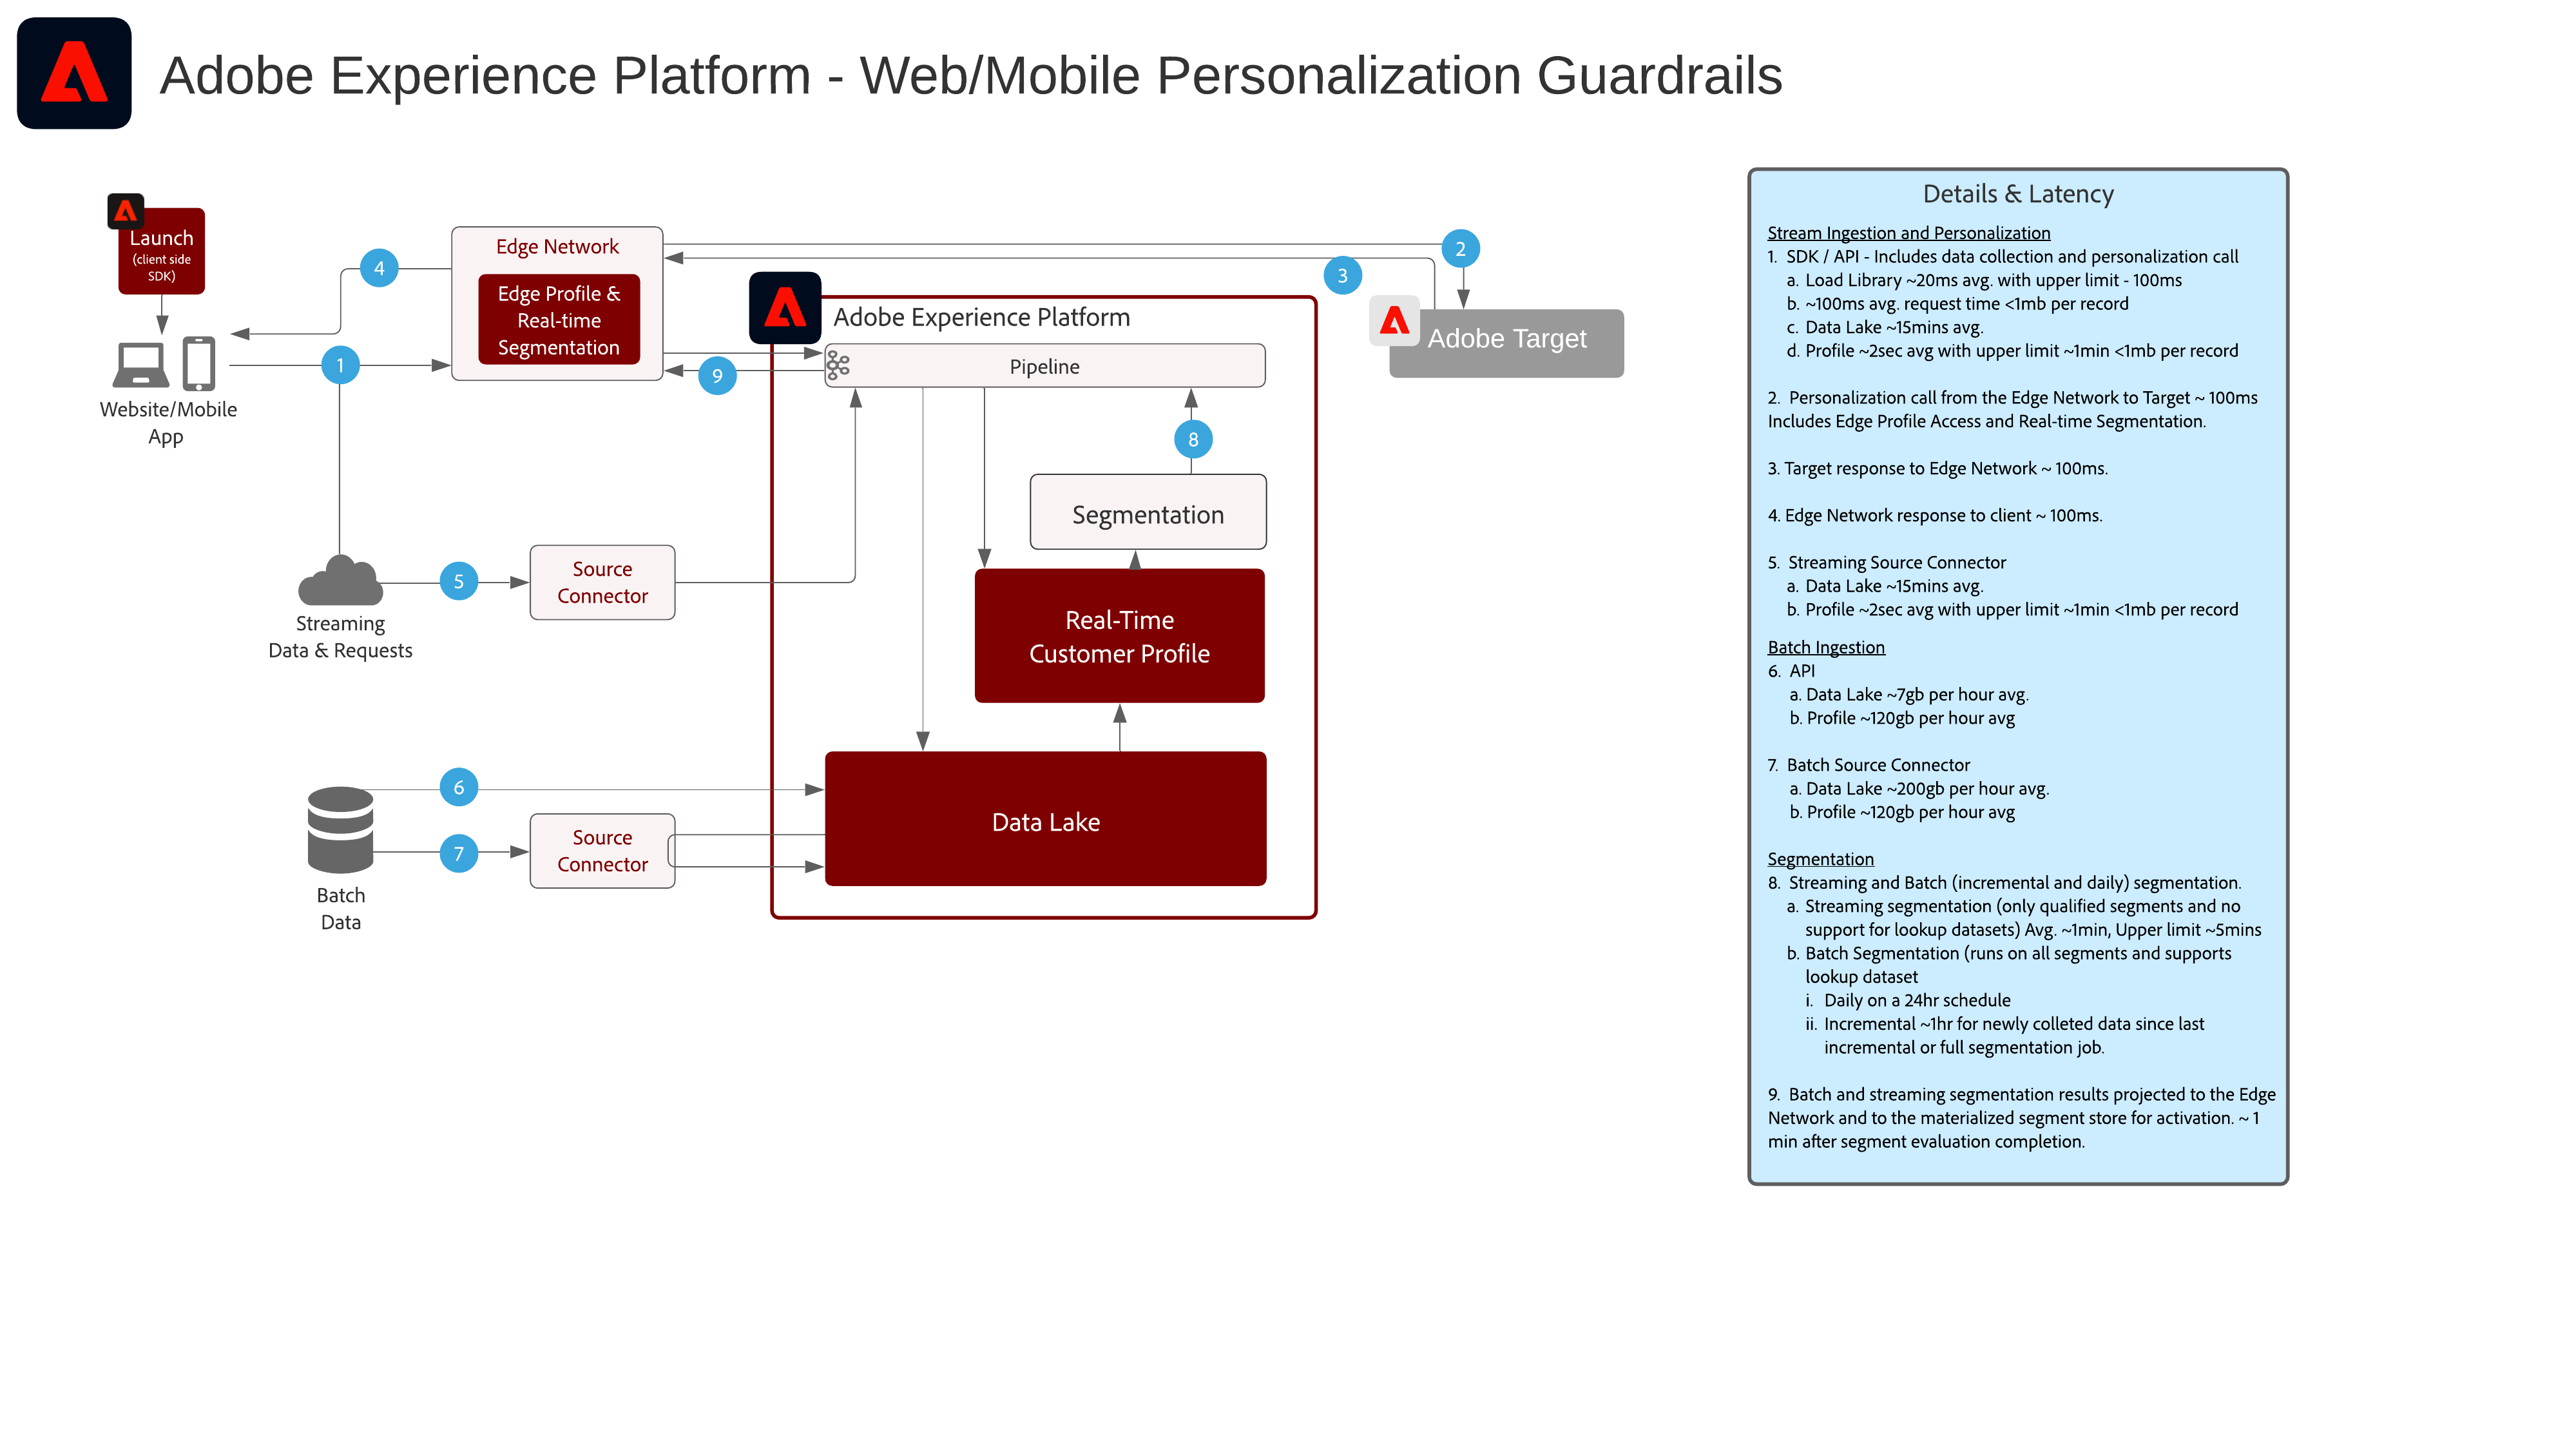 Adobe Experience Platform - Web/Mobile Personalization Guardrails
Launch
(client side
SDK)
Website/Mobile
App
4
1
Edge Network
Edge Profile &
Real-time
Segmentation
9
2
3
Adobe Target
Adobe Experience Platform
Pipeline
8
Segmentation
Real-Time
Customer Profile
Data Lake
Streaming
Data & Requests
5
Source
Connector
Batch
Data
6
7
Source
Connector
Details & Latency
Stream Ingestion and Personalization
1. SDK / API - Includes data collection and personalization call
a. Load Library ~20ms avg. with upper limit - 100ms
b. ~100ms avg. request time <1mb per record
c. Data Lake ~15mins avg.
d. Profile ~2sec avg with upper limit ~1min <1mb per record
2. Personalization call from the Edge Network to Target ~ 100ms
Includes Edge Profile Access and Real-time Segmentation.
3. Target response to Edge Network ~ 100ms.
4. Edge Network response to client ~ 100ms.
5. Streaming Source Connector
a. Data Lake ~15mins avg.
b. Profile ~2sec avg with upper limit ~1min <1mb per record
Batch Ingestion
6. API
a. Data Lake ~7gb per hour avg.
b. Profile ~120gb per hour avg
7. Batch Source Connector
a. Data Lake ~200gb per hour avg.
b. Profile ~120gb per hour avg
Segmentation
8. Streaming and Batch (incremental and daily) segmentation.
a. Streaming segmentation (only qualified segments and no
support for lookup datasets) Avg. ~1min, Upper limit ~5mins
b. Batch Segmentation (runs on all segments and supports
lookup dataset
i. Daily on a 24hr schedule
ii. Incremental ~1hr for newly colleted data since last
incremental or full segmentation job.
9. Batch and streaming segmentation results projected to the Edge
Network and to the materialized segment store for activation. ~ 1
min after segment evaluation completion.